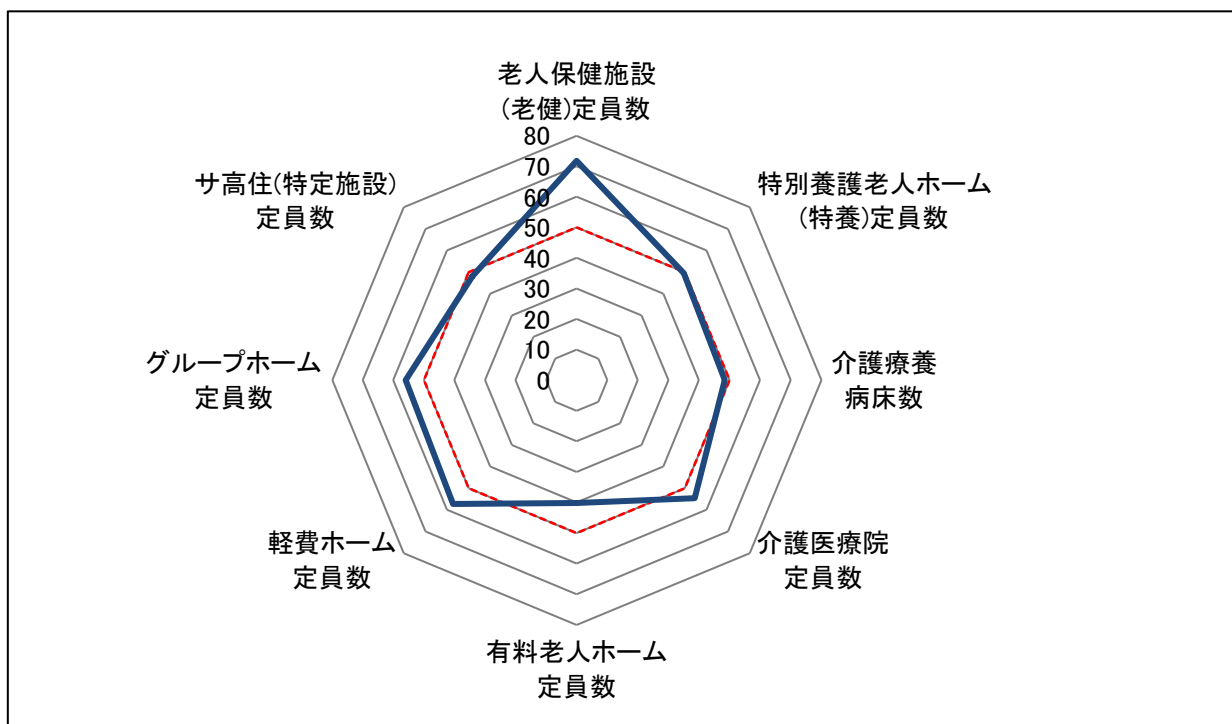 老人保健施設
(老健)定員数
特別養護老人ホーム
(特養)定員数
介護療養
病床数
介護医療院
定員数
有料老人ホーム
定員数
軽費ホーム
定員数
グループホーム
定員数
サ高住(特定施設)
定員数
80
70
60
50
40
30
20
10
0